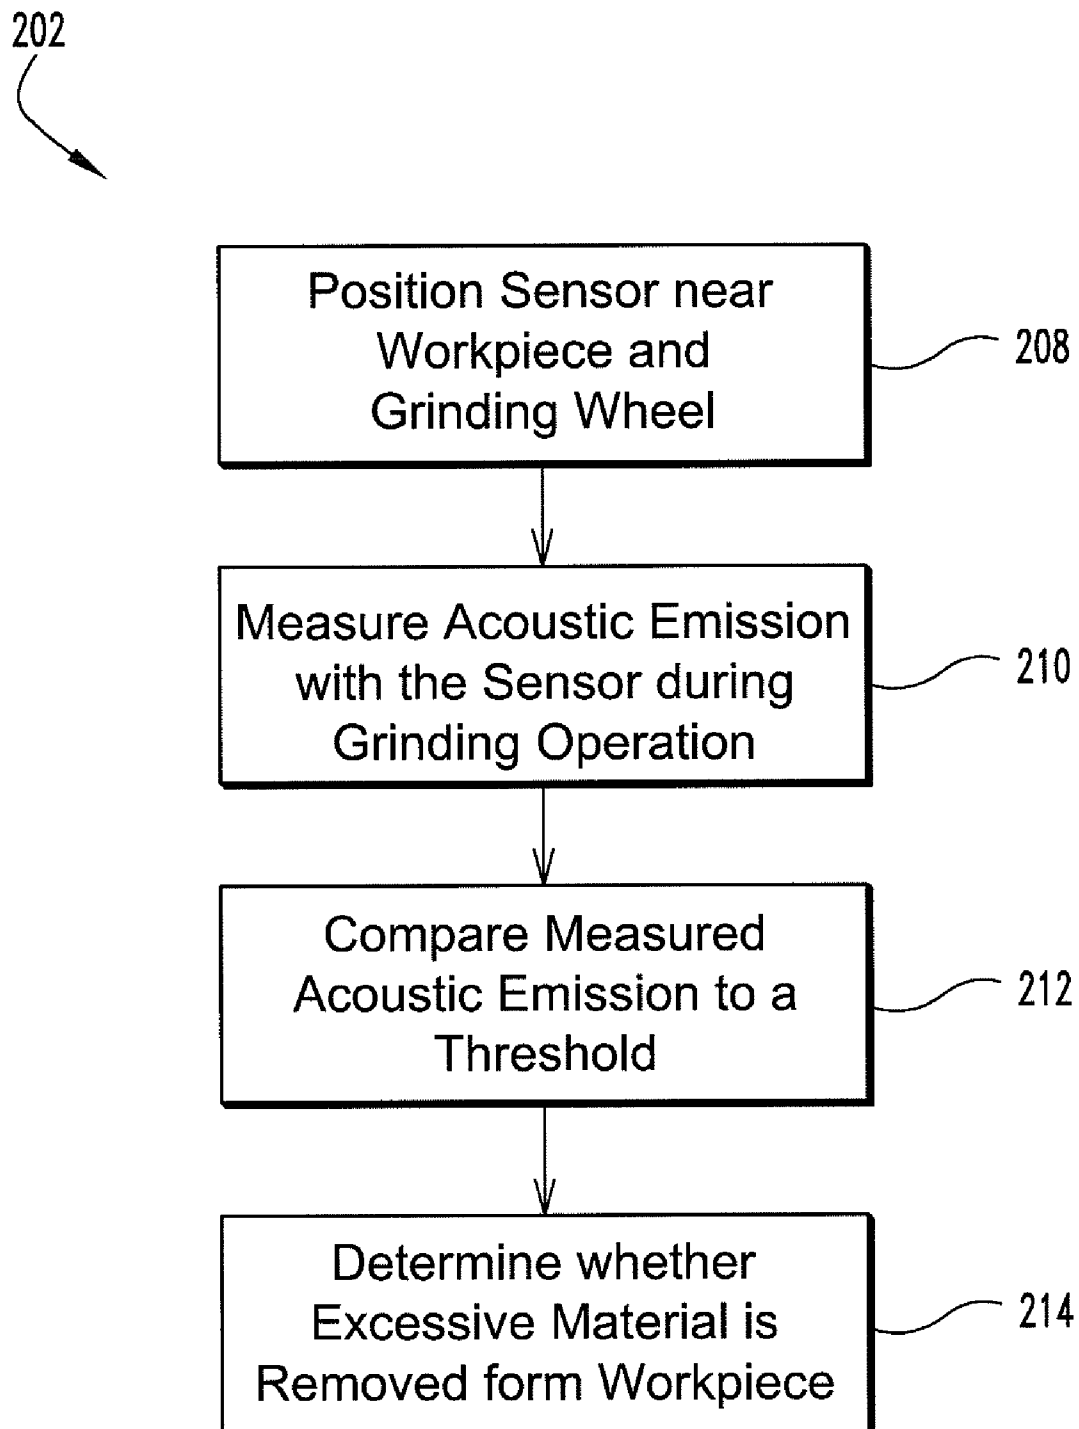 202
Position Sensor near
Workpiece and
Grinding Wheel
208
Measure Acoustic Emission
with the Sensor during
Grinding Operation
210
Compare Measured
Acoustic Emission to a
Threshold
212
Determine whether
Excessive Material is
Removed form Workpiece
214